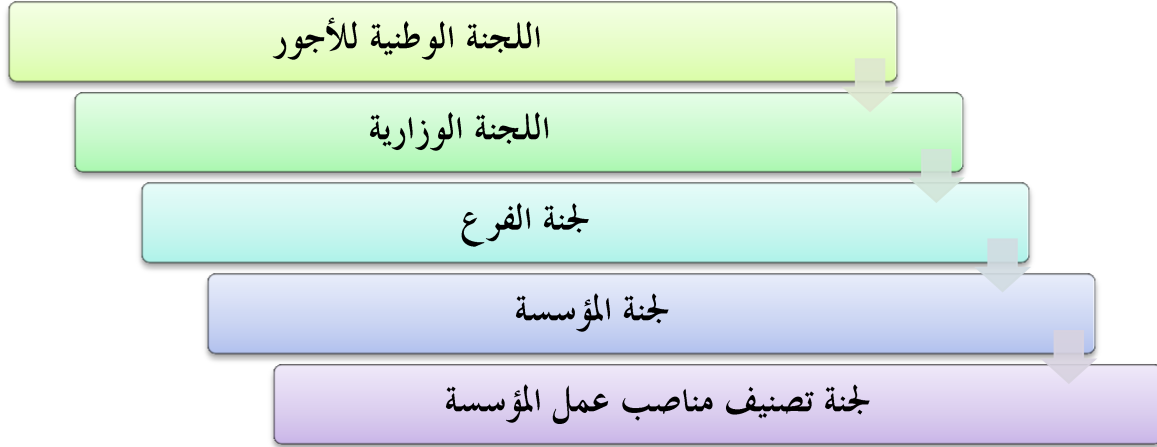 اللجنة الوطنية للأجور
اللجنة الوزارية
لجنة الفرع
لجنة المؤسسة
لجنة تصنيف مناصب عمل المؤسسة